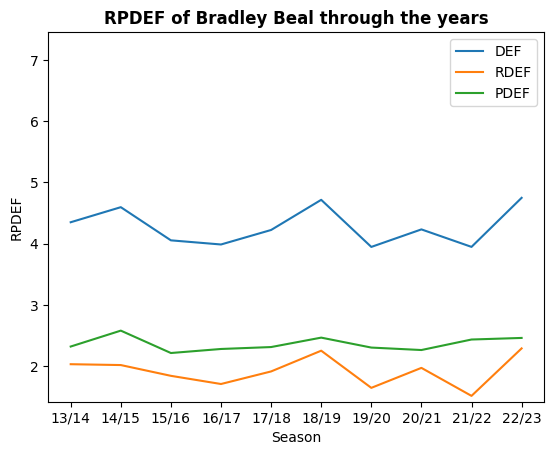 RPDEF of Bradley Beal through the years
DEF
RDEF
PDEF
7
6
5
4
3
2
RPDEF
13/14 14/15 15/16 16/17 17/18 18/19 19/20 20/21 21/22 22/23
Season